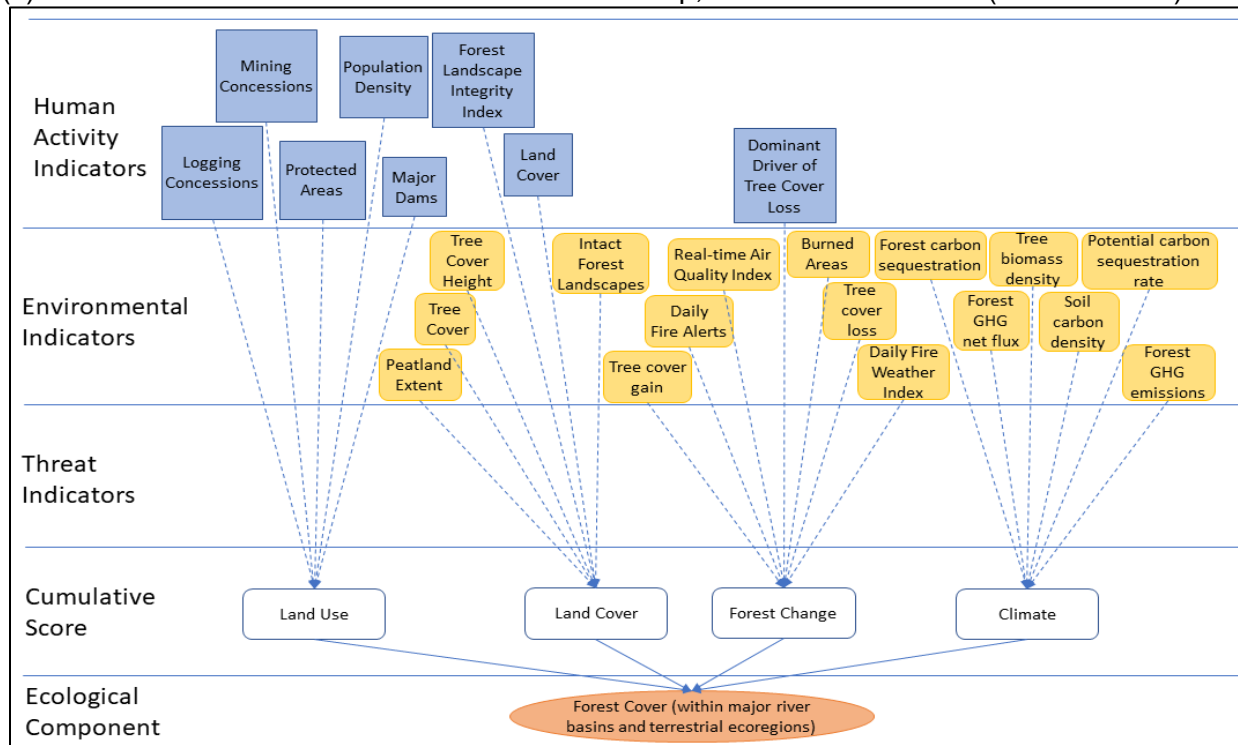 Human
Activity
Indicators
Mining
Concessions
Population
Density
Forest
Landscape
Integrity
Index
Logging
Concessions
Protected
Areas
Major
Dams
Land
Cover
Dominant
Driver of
Tree Cover
Loss
Environmental
Indicators
Tree
Cover
Height
Tree
Cover
Peatland
Extent
Intact
Forest
Landscapes
Real-time Air
Quality Index
Daily
Fire Alerts
Tree cover
gain
Burned
Areas
Tree
cover
loss
Daily Fire
Weather
Index
Forest carbon
sequestration
Tree
biomass
density
Potential carbon
sequestration
rate
Forest
GHG
net flux
Soil
carbon
density
Forest
GHG
emissions
Threat
Indicators
Cumulative
Score
Land Use
Land Cover
Forest Change
Climate
Ecological
Component
Forest Cover (within major river
basins and terrestrial ecoregions)